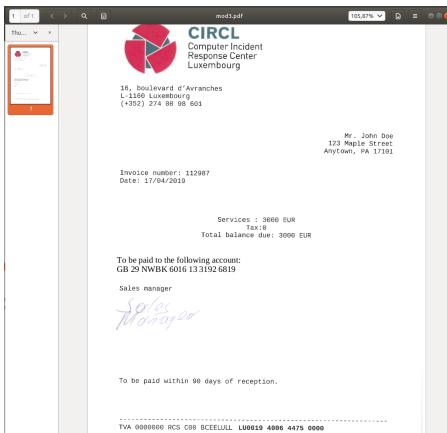 1 of 1
mod3.pdf
105,87%
Thu...
1
CIRCL
Computer Incident
Response Center
Luxembourg
16, boulevard d'Avranches
L-1160 Luxembourg
(+352) 274 00 98 601
Mr. John Doe
123 Maple Street
Anytown, PA 17101
Invoice number: 112987
Date: 17/04/2019
Services : 3000 EUR
Tax:0
Total balance due: 3000 EUR
To be paid to the following account:
GB 29 NWBK 6016 13 3192 6819
Sales manager
Sales
Manager
To be paid within 90 days of reception.
TVA 0000000 RCS C00 BCEELULL LU0019 4006 4475 0000